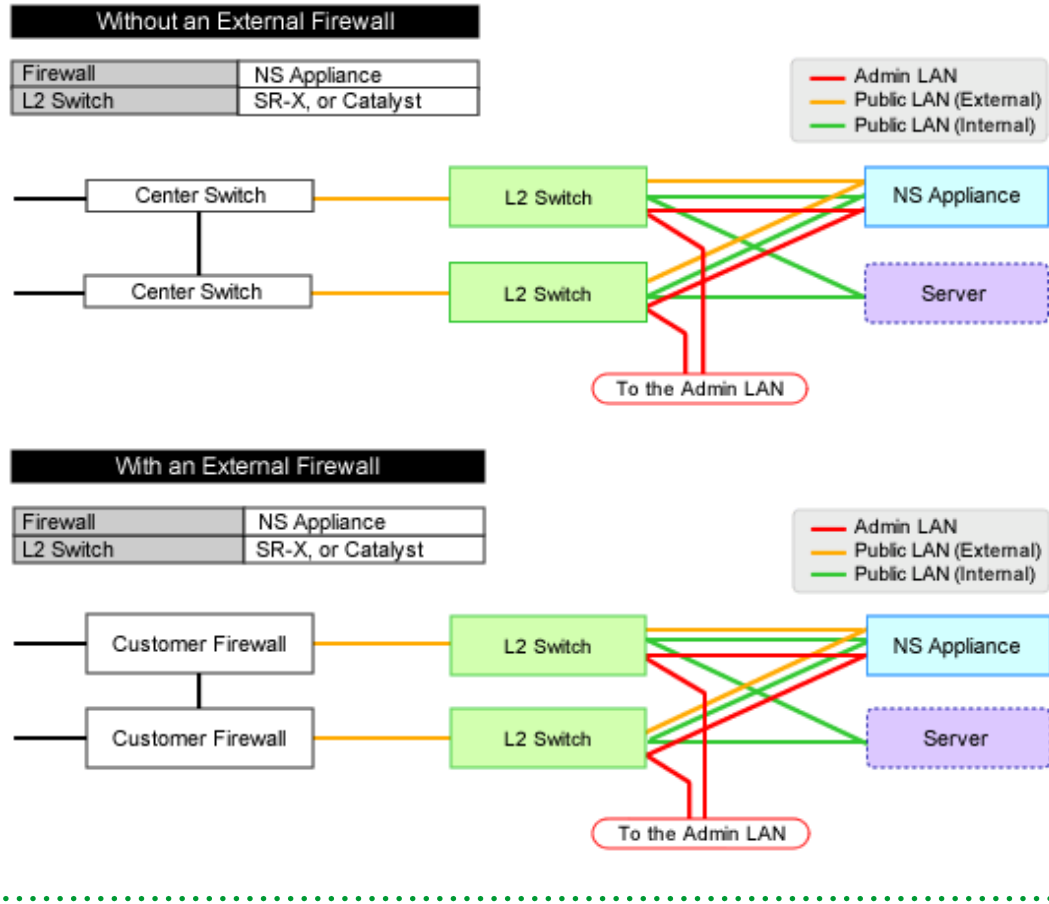 Without an External Firewall
Firewall NS Appliance
L2 Switch SR-X, or Catalyst
Admin LAN
Public LAN (External)
Public LAN (Internal)
Center Switch
L2 Switch
NS Appliance
Center Switch
L2 Switch
Server
To the Admin LAN
With an External Firewall
Firewall NS Appliance
L2 Switch SR-X, or Catalyst
Admin LAN
Public LAN (External)
Public LAN (Internal)
Customer Firewall
L2 Switch
NS Appliance
Customer Firewall
L2 Switch
Server
To the Admin LAN